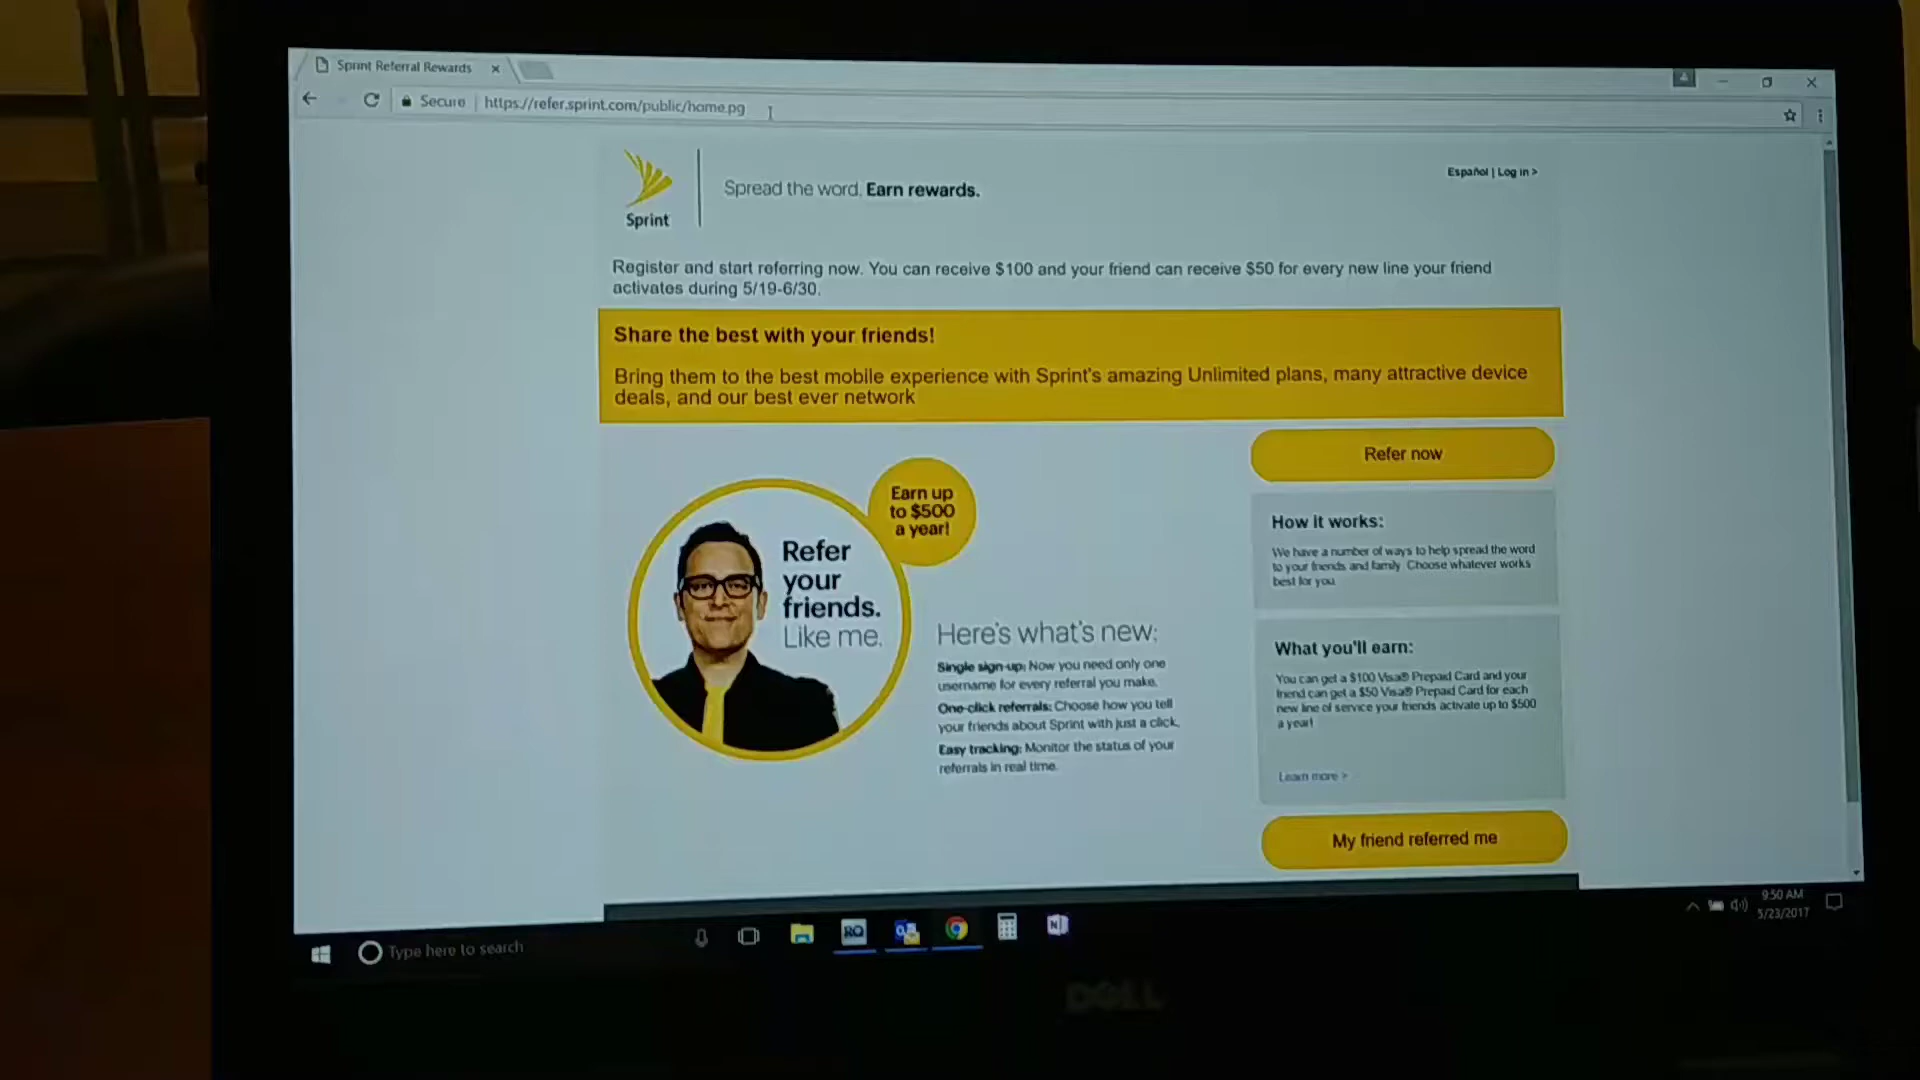 Sprint Referral Rewards
Secure
https://refer.sprint.com/public/home.pg
Sprint
Spread the word. Earn rewards.
Español | Log in >
Register and start referring now. You can receive $100 and your friend can receive $50 for every new line your friend
activates during 5/19-6/30.
Share the best with your friends!
Bring them to the best mobile experience with Sprint's amazing Unlimited plans, many attractive device
deals, and our best ever network
Earn up
to $500
a year!
Refer
your
friends.
Like me.
Here's what's new:
Single sign-up: Now you need only one
username for every referral you make.
One-click referrals: Choose how you tell
your friends about Sprint with just a click.
Easy tracking: Monitor the status of your
referrals in real time.
Refer now
How it works:
We have a number of ways to help spread the word
to your friends and family. Choose whatever works
best for you.
What you'll earn:
You can get a $100 Visa® Prepaid Card and your
friend can get a $50 Visa® Prepaid Card for each
new line of service your friends activate up to $500
a year!
Learn more >
My friend referred me
Type here to search
RQ
N
9:50 AM
5/23/2017
DELL